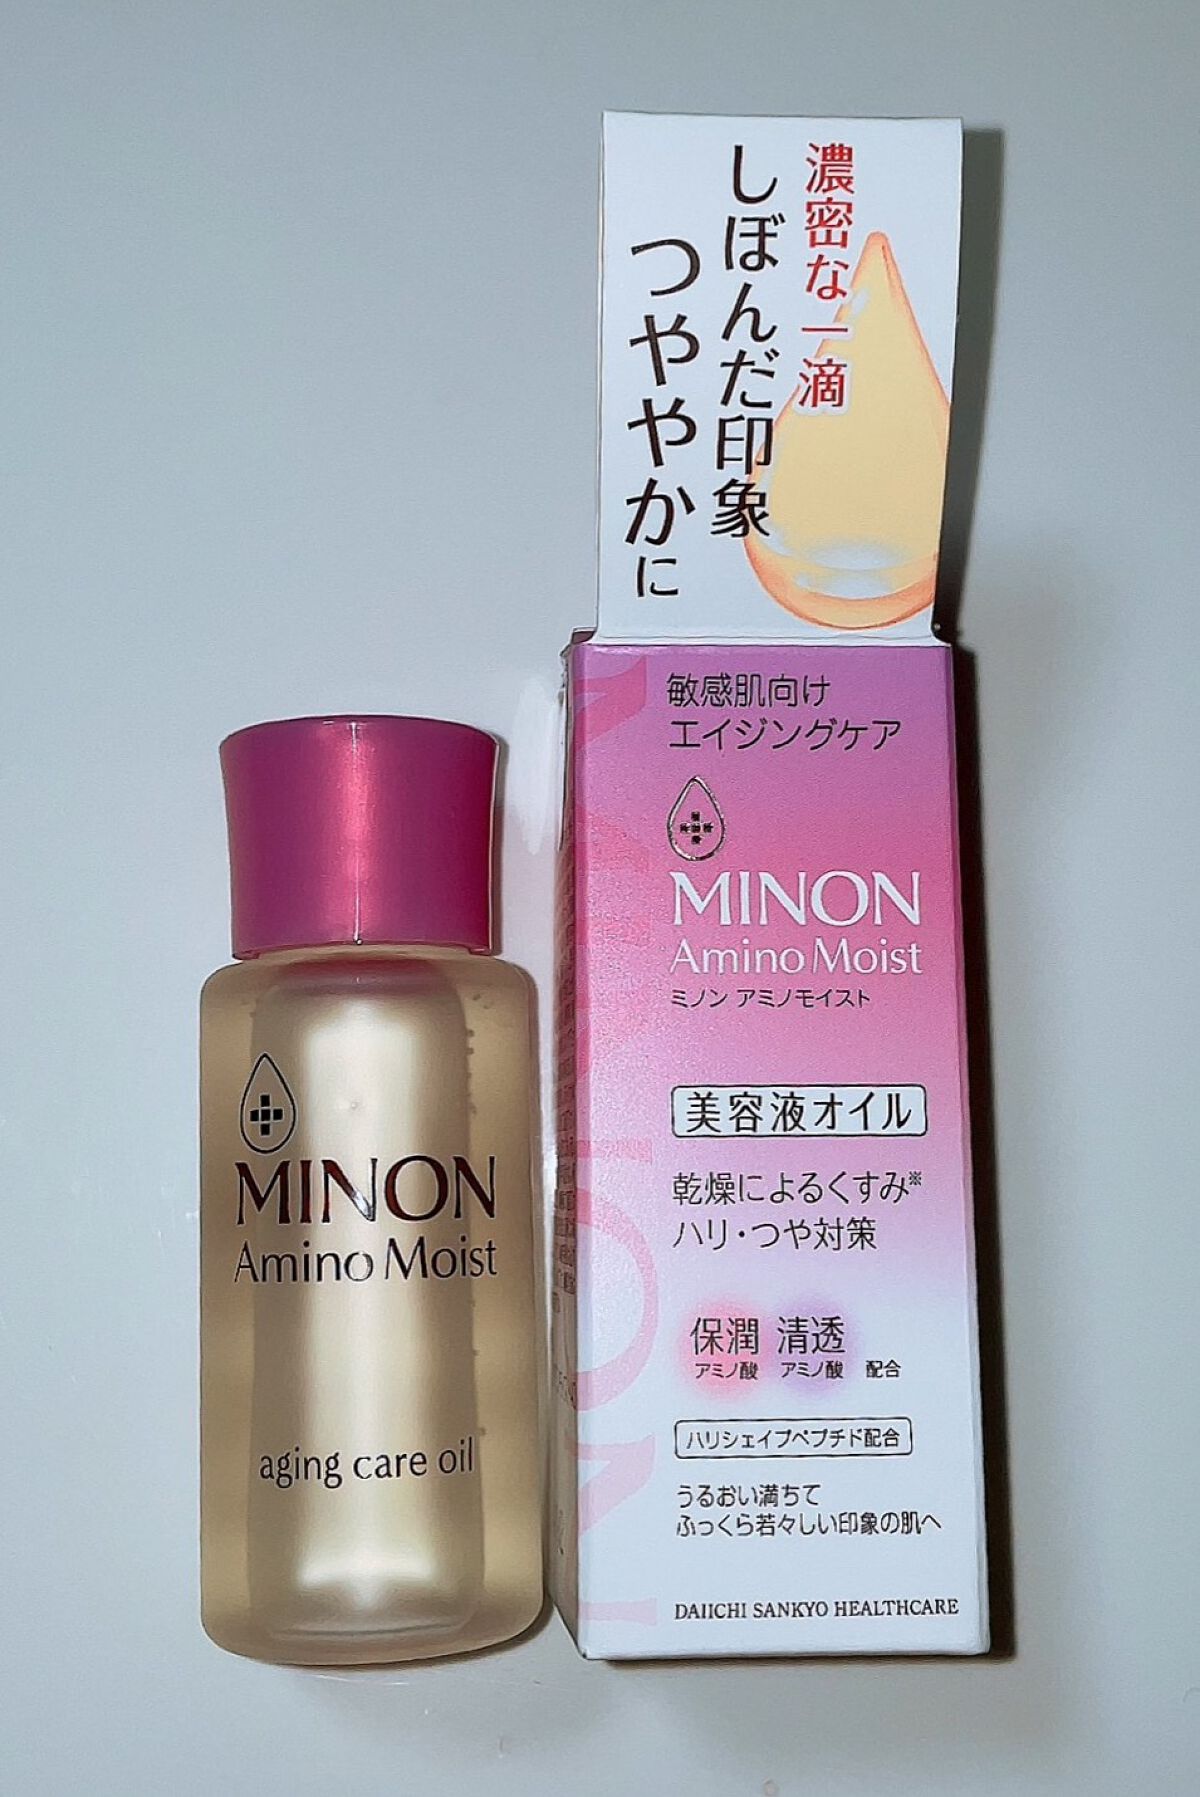 濃密な一滴
しぼんだ印象
つややかに
敏感肌向け
エイジングケア
MINON
Amino Moist
ミノン アミノモイスト
美容液オイル
乾燥によるくすみ※
ハリ・つや対策
保潤 清透
アミノ酸 アミノ酸 配合
ハリシェイプペプチド配合
うるおい満ちて
ふっくら若々しい印象の肌へ
DAIICHI SANKYO HEALTHCARE
MINON
Amino Moist
aging care oil